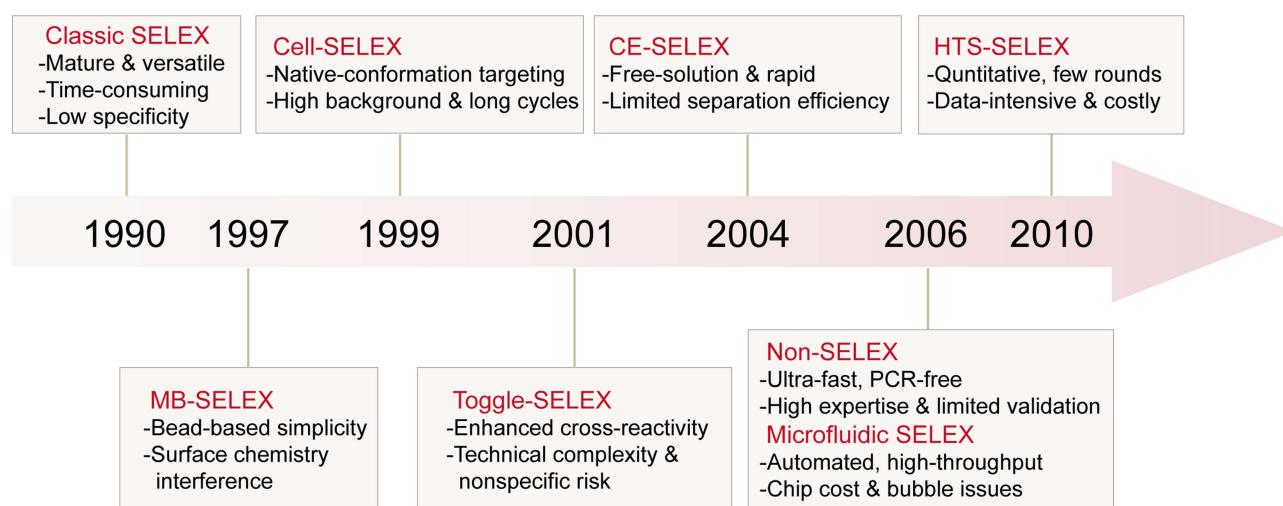 Classic SELEX
-Mature & versatile
-Time-consuming
-Low specificity
Cell-SELEX
-Native-conformation targeting
-High background & long cycles
CE-SELEX
-Free-solution & rapid
-Limited separation efficiency
HTS-SELEX
-Quntitative, few rounds
-Data-intensive & costly
1990 1997 1999 2001 2004 2006 2010
MB-SELEX
-Bead-based simplicity
-Surface chemistry
interference
Toggle-SELEX
-Enhanced cross-reactivity
-Technical complexity &
nonspecific risk
Non-SELEX
-Ultra-fast, PCR-free
-High expertise & limited validation
Microfluidic SELEX
-Automated, high-throughput
-Chip cost & bubble issues